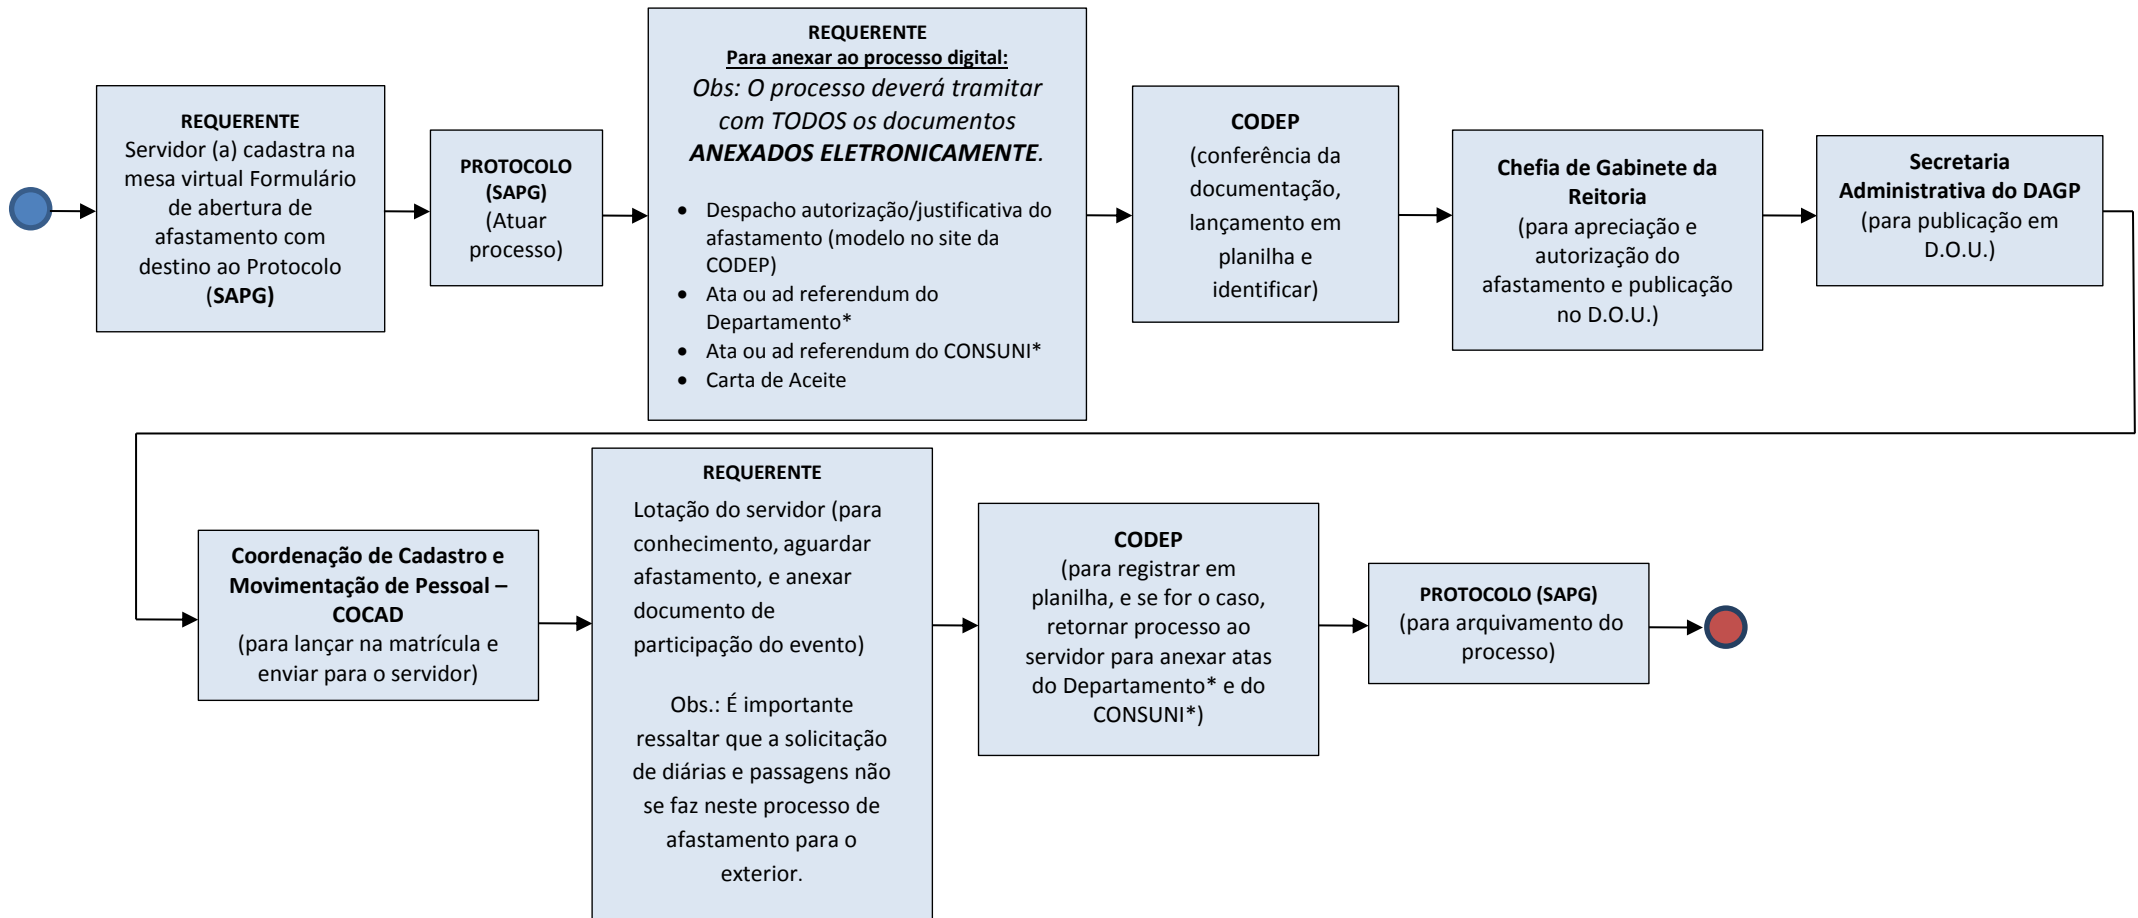 REQUERENTE
Servidor (a) cadastra na
mesa virtual Formulário
de abertura de
afastamento com
destino ao Protocolo
(SAPG)
PROTOCOLO
(SAPG)
(Atuar
processo)
REQUERENTE
Para anexar ao processo digital:
Obs: O processo deverá tramitar
com TODOS os documentos
ANEXADOS ELETRONICAMENTE.
• Despacho autorização/justificativa do
afastamento (modelo no site da
CODEP)
• Ata ou ad referendum do
Departamento*
• Ata ou ad referendum do CONSUNI*
• Carta de Aceite
CODEP
(conferência da
documentação,
lançamento em
planilha e
identificar)
Chefia de Gabinete da
Reitoria
(para apreciação e
autorização do
afastamento e publicação
no D.O.U.)
Secretaria
Administrativa do DAGP
(para publicação em
D.O.U.)
Coordenação de Cadastro e
Movimentação de Pessoal –
COCAD
(para lançar na matrícula e
enviar para o servidor)
REQUERENTE
Lotação do servidor (para
conhecimento, aguardar
afastamento, e anexar
documento de
participação do evento)
Obs.: É importante
ressaltar que a solicitação
de diárias e passagens não
se faz neste processo de
afastamento para o
exterior.
CODEP
(para registrar em
planilha, e se for o caso,
retornar processo ao
servidor para anexar atas
do Departamento* e do
CONSUNI*)
PROTOCOLO (SAPG)
(para arquivamento do
processo)